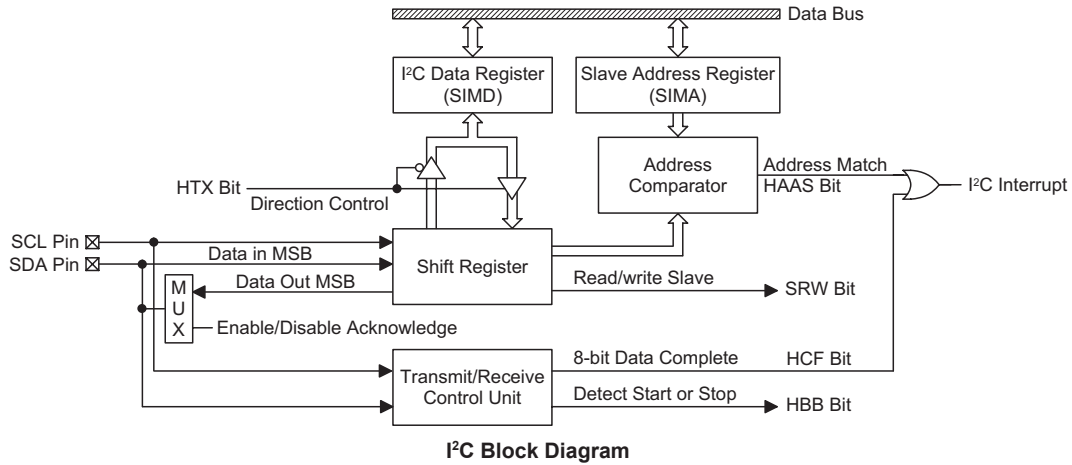 Data Bus
I²C Data Register
(SIMD)
Slave Address Register
(SIMA)
Address
Comparator
Address Match
HAAS Bit
I²C Interrupt
HTX Bit
Direction Control
SCL Pin
SDA Pin
Data in MSB
Shift Register
Data Out MSB
M
U
X
Enable/Disable Acknowledge
Read/write Slave
SRW Bit
Transmit/Receive
Control Unit
8-bit Data Complete
HCF Bit
Detect Start or Stop
HBB Bit
I²C Block Diagram